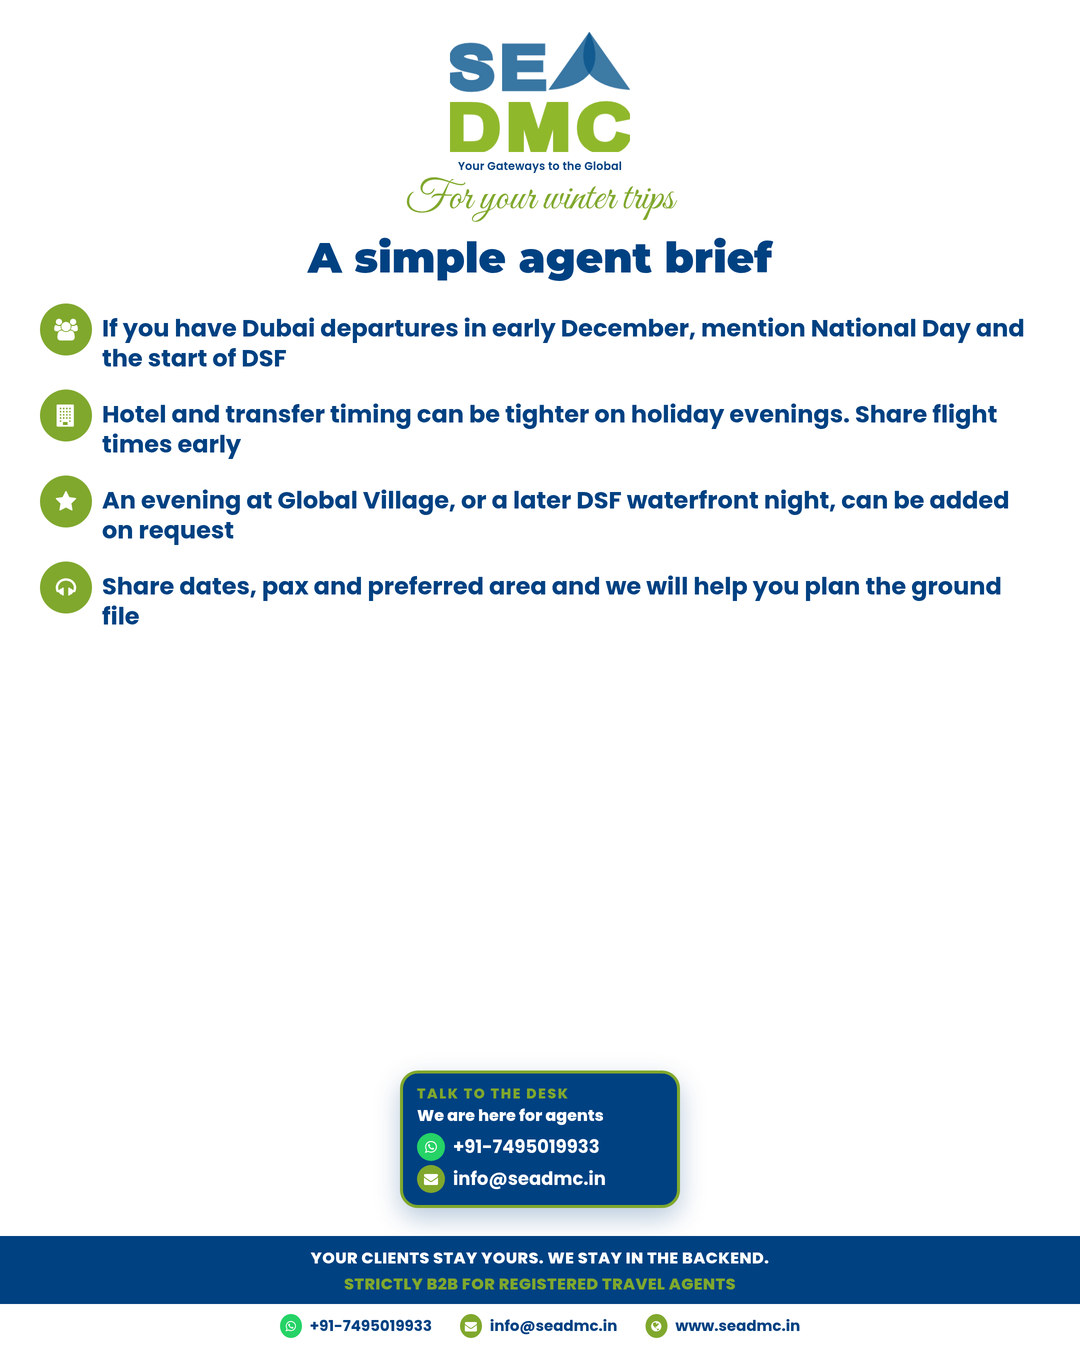 SEA
DMC
Your Gateways to the Global
For your winter trips
A simple agent brief
If you have Dubai departures in early December, mention National Day and
the start of DSF
Hotel and transfer timing can be tighter on holiday evenings. Share flight
times early
An evening at Global Village, or a later DSF waterfront night, can be added
on request
Share dates, pax and preferred area and we will help you plan the ground
file
TALK TO THE DESK
We are here for agents
+91-7495019933
info@seadmc.in
YOUR CLIENTS STAY YOURS. WE STAY IN THE BACKEND.
STRICTLY B2B FOR REGISTERED TRAVEL AGENTS
+91-7495019933 info@seadmc.in www.seadmc.in